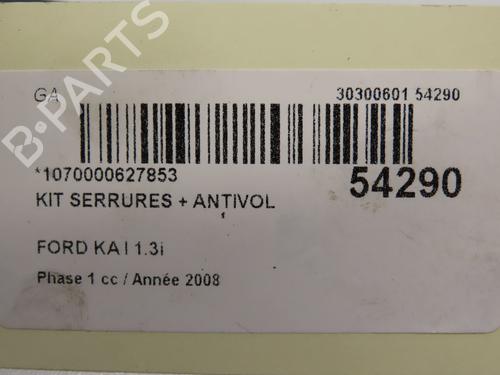 GA 30300601 54290
B-PARTS
*1070000627853
54290
KIT SERRURES + ANTIVOL
FORD KA I 1.3i
Phase 1 cc / Année 2008